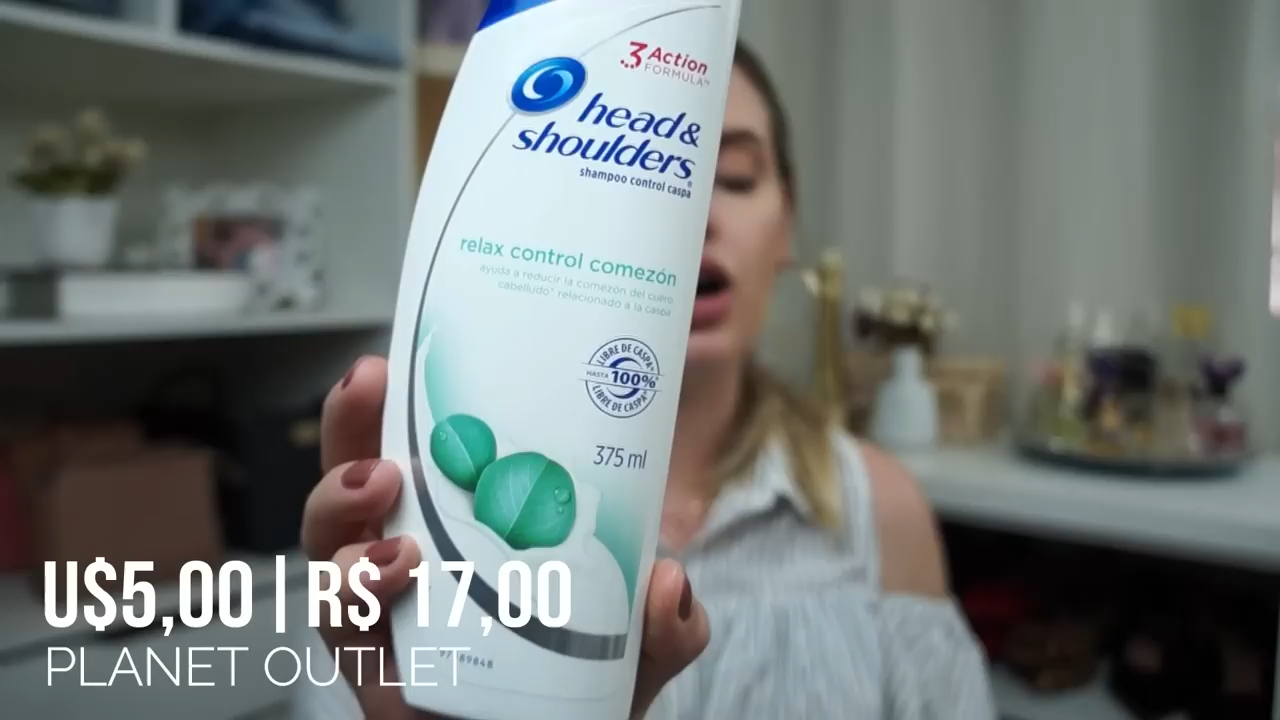 3 Action
FORMULA™
head &
shoulders®
shampoo control caspa
relax control comezón
ayuda a reducir la comezón del cuero
cabelludo* relacionado a la caspa
LIBRE DE CASPA*
HASTA 100%*
LIBRE DE CASPA*
375 ml
U$5,00 | R$ 17,00
PLANET OUTLET